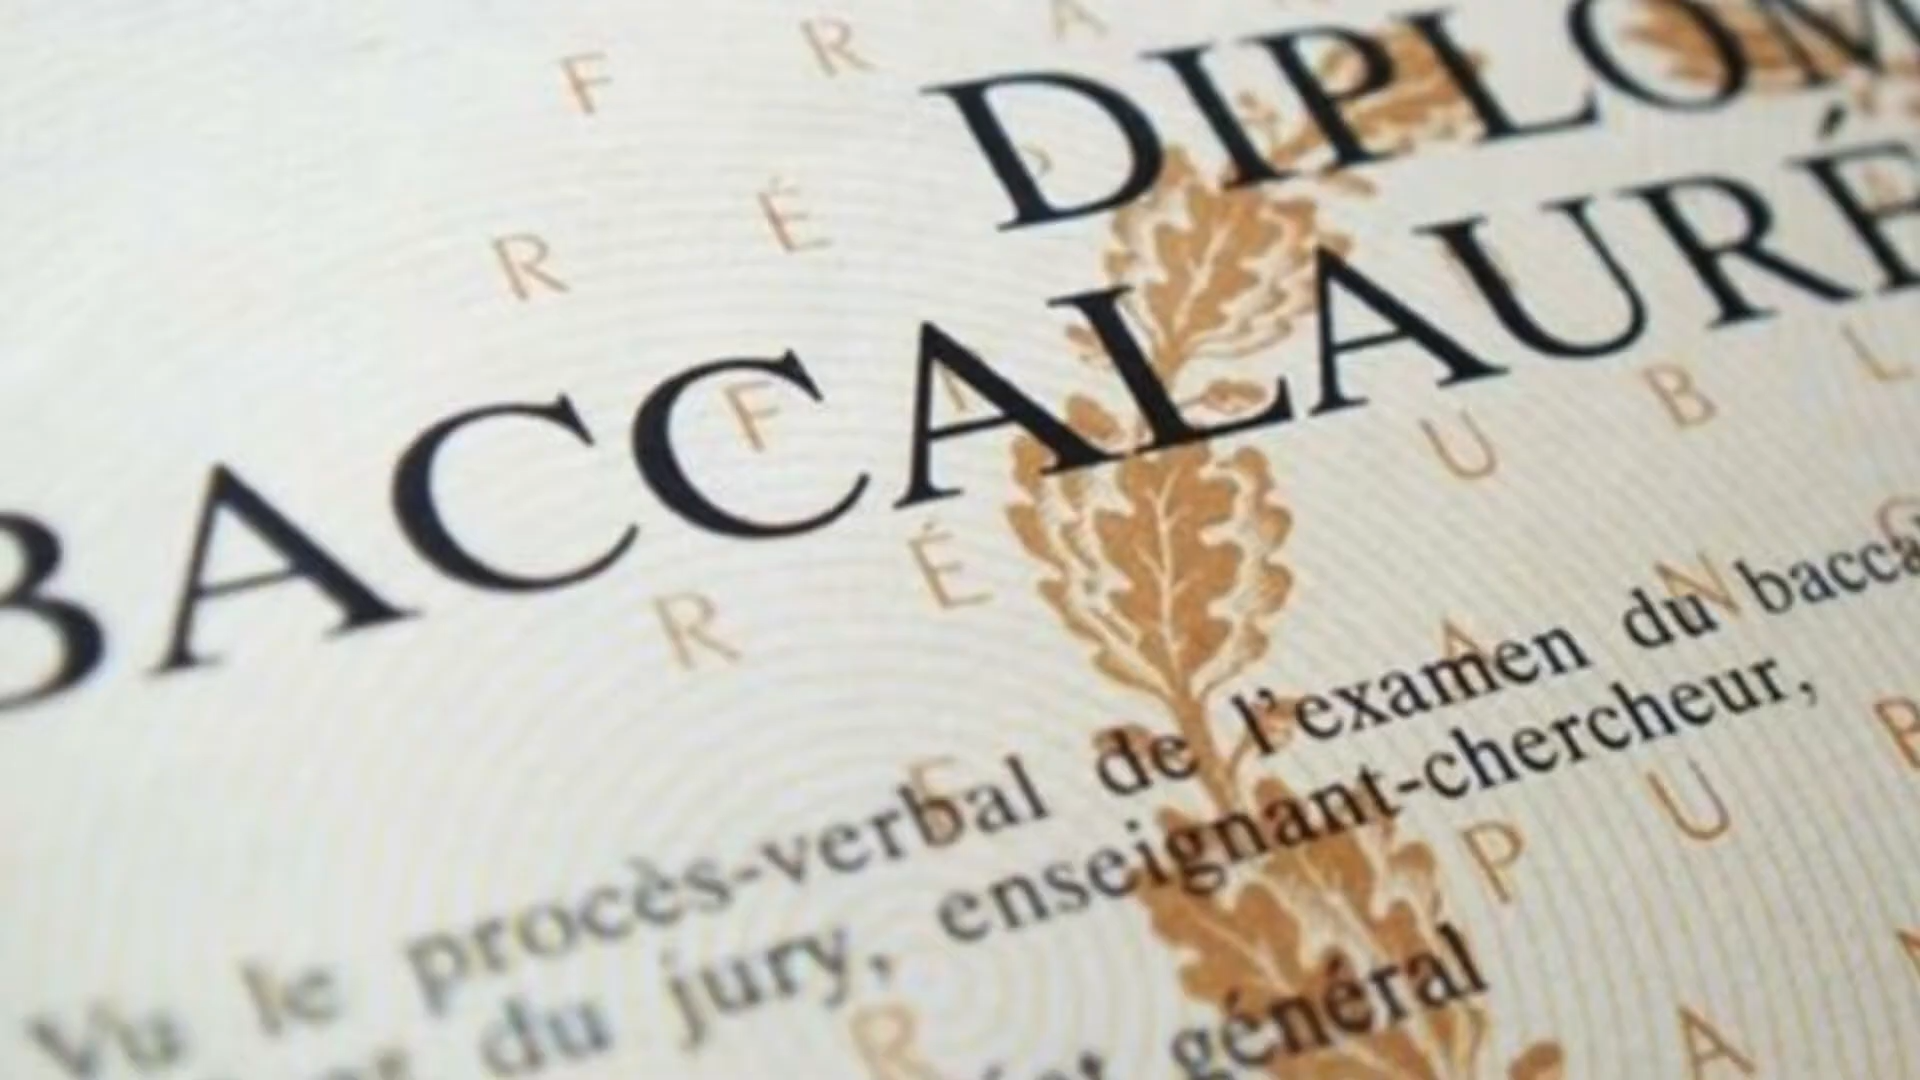 DIPLÔM
BACCALAURÉ
Vu le procès-verbal de l'examen du bacca
du jury, enseignant-chercheur,
général
F R A
R É
F
U B L
R É
A N
P U B
R
A